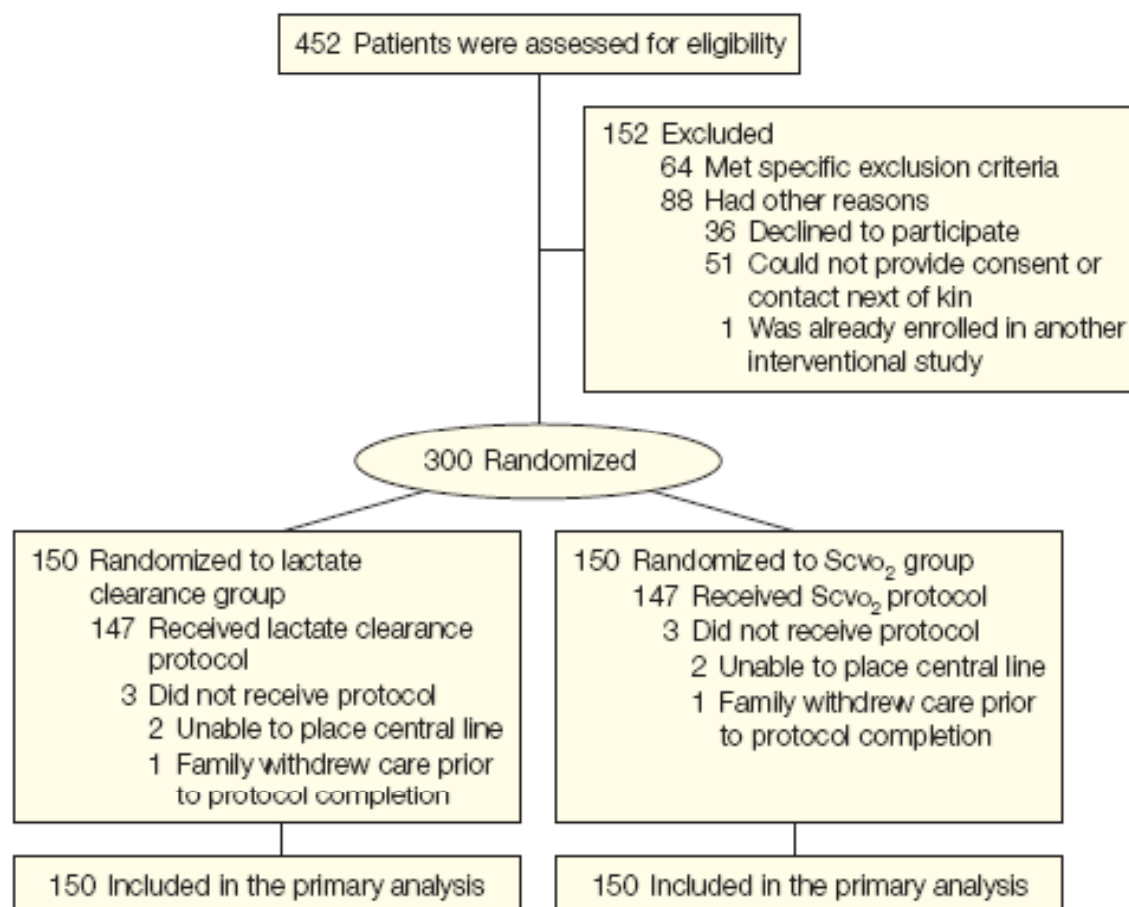 452 Patients were assessed for eligibility
152 Excluded
64 Met specific exclusion criteria
88 Had other reasons
36 Declined to participate
51 Could not provide consent or
contact next of kin
1 Was already enrolled in another
interventional study
300 Randomized
150 Randomized to lactate
clearance group
147 Received lactate clearance
protocol
3 Did not receive protocol
2 Unable to place central line
1 Family withdrew care prior
to protocol completion
150 Randomized to Scvo₂ group
147 Received Scvo₂ protocol
3 Did not receive protocol
2 Unable to place central line
1 Family withdrew care prior
to protocol completion
150 Included in the primary analysis
150 Included in the primary analysis